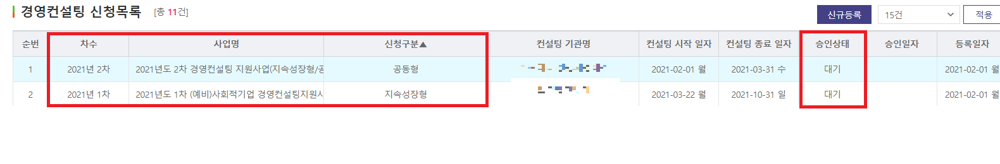 경영컨설팅 신청목록 [총 11건] 신규등록 15건 적용
순번 차수 사업명 신청구분▲ 컨설팅 기관명 컨설팅 시작 일자 컨설팅 종료 일자 승인상태 승인일자 등록일자
1 2021년 2차 2021년도 2차 경영컨설팅 지원사업(지속성장형/공 공동형 2021-02-01 월 2021-03-31 수 대기 2021-02-01 월
2 2021년 1차 2021년도 1차 (예비)사회적기업 경영컨설팅지원사 지속성장형 2021-03-22 월 2021-10-31 일 대기 2021-02-01 월